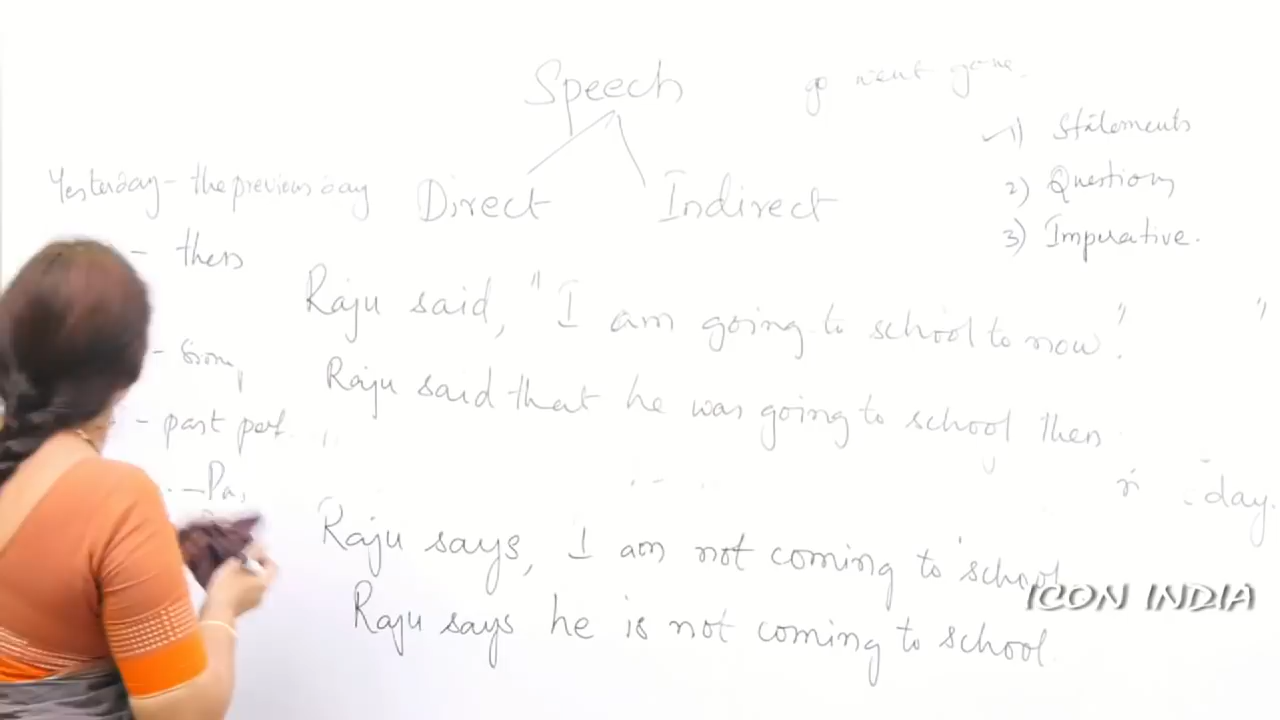 Speech
go went gone.
1) Statements
2) Questions
3) Imperative.
Yesterday - the previous day
Direct Indirect
- then
Raju said, "I am going to school to now".
"
Raju said that he was going to school then
- past perf.
day.
Raju says, I am not coming to school
Raju says he is not coming to school.
ICON INDIA